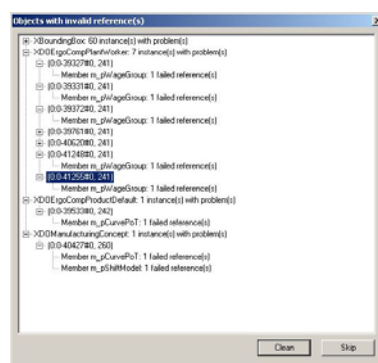 Objects with invalid reference(s)
XBoundingBox: 60 instance(s) with problem(s)
XDOErgoCompPlantWorker: 7 instance(s) with problem(s)
(0:0-39327#0, 241)
Member m_pWageGroup: 1 failed reference(s)
(0:0-39331#0, 241)
Member m_pWageGroup: 1 failed reference(s)
(0:0-39372#0, 241)
Member m_pWageGroup: 1 failed reference(s)
(0:0-39761#0, 241)
(0:0-40620#0, 241)
(0:0-41248#0, 241)
Member m_pWageGroup: 1 failed reference(s)
(0:0-41255#0, 241)
Member m_pWageGroup: 1 failed reference(s)
XDOErgoCompProductDefault: 1 instance(s) with problem(s)
(0:0-39533#0, 242)
Member m_pCurvePoT: 1 failed reference(s)
XDOManufacturingConcept: 1 instance(s) with problem(s)
(0:0-40427#0, 260)
Member m_pCurvePoT: 1 failed reference(s)
Member m_pShiftModel: 1 failed reference(s)
Clean Skip